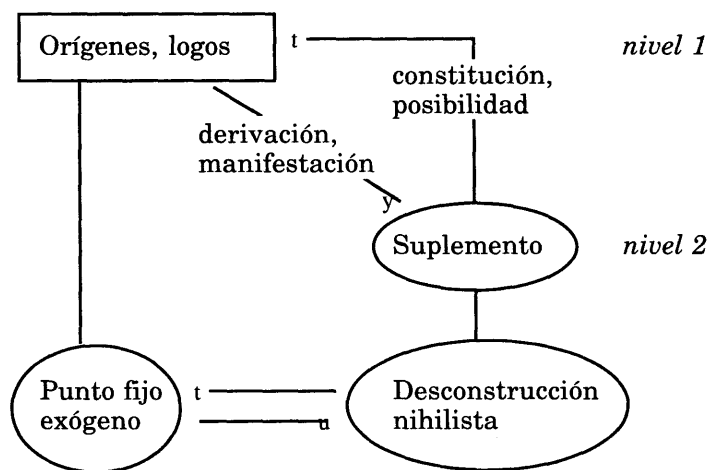 Orígenes, logos
t
nivel 1
constitución,
posibilidad
derivación,
manifestación
y
Suplemento
nivel 2
Punto fijo
exógeno
t
u
Desconstrucción
nihilista